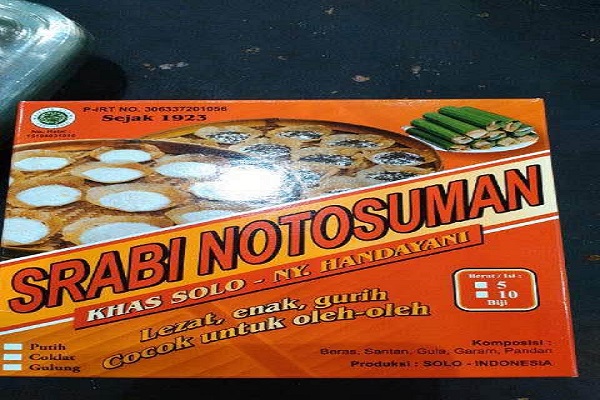 P-IRT NO. 306337201056
Sejak 1923
SRABI NOTOSUMAN
KHAS SOLO - NY. HANDAYANI
Lezat, enak, gurih
Cocok untuk oleh-oleh
Berat / Isi :
5
10
Biji
Putih
Coklat
Gulung
Komposisi :
Beras, Santan, Gula, Garam, Pandan
Produksi : SOLO - INDONESIA